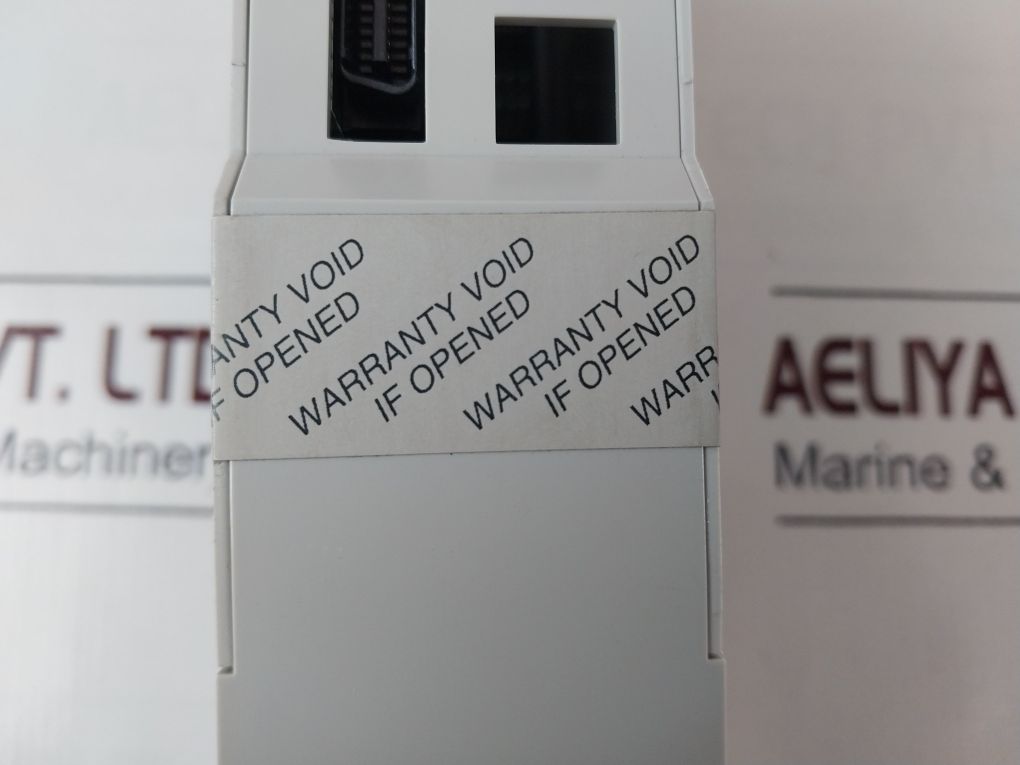 ANTY VOID
IF OPENED
WARRANTY VOID
IF OPENED
WARRANTY VOID
IF OPENED
WARR
VT. LTD
Machiner
AELIYA
Marine &